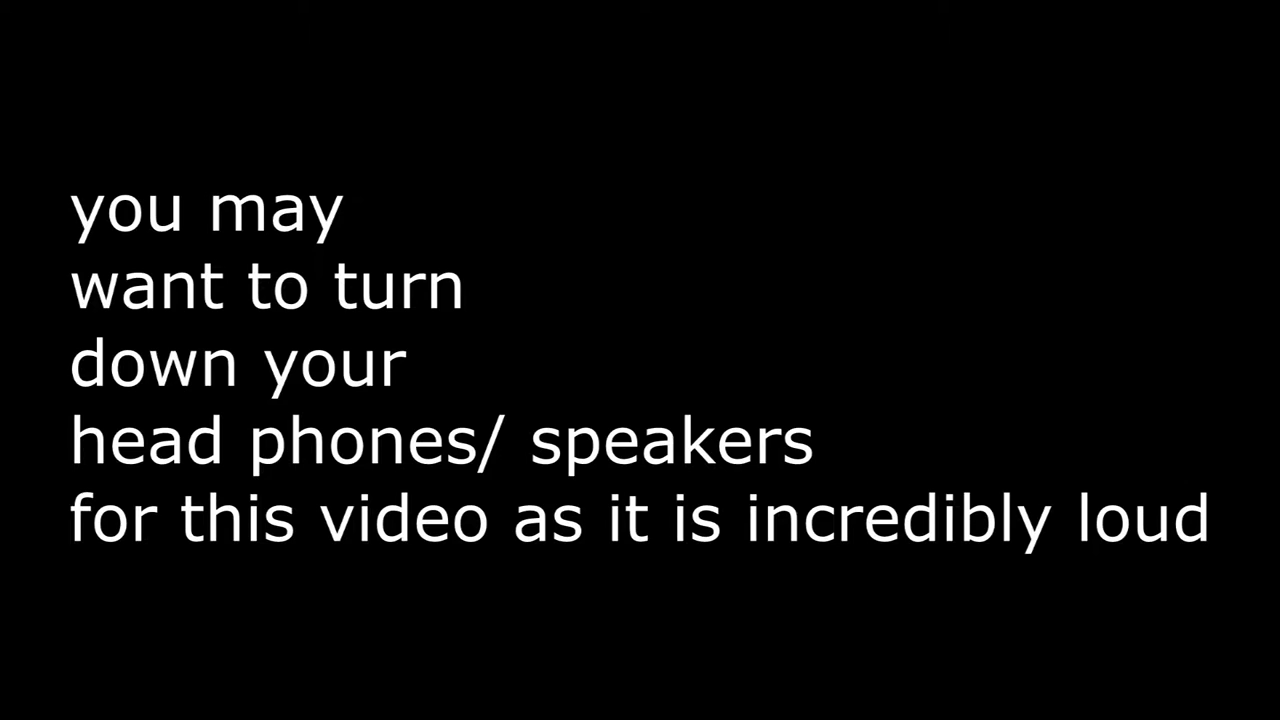 you may
want to turn
down your
head phones/ speakers
for this video as it is incredibly loud